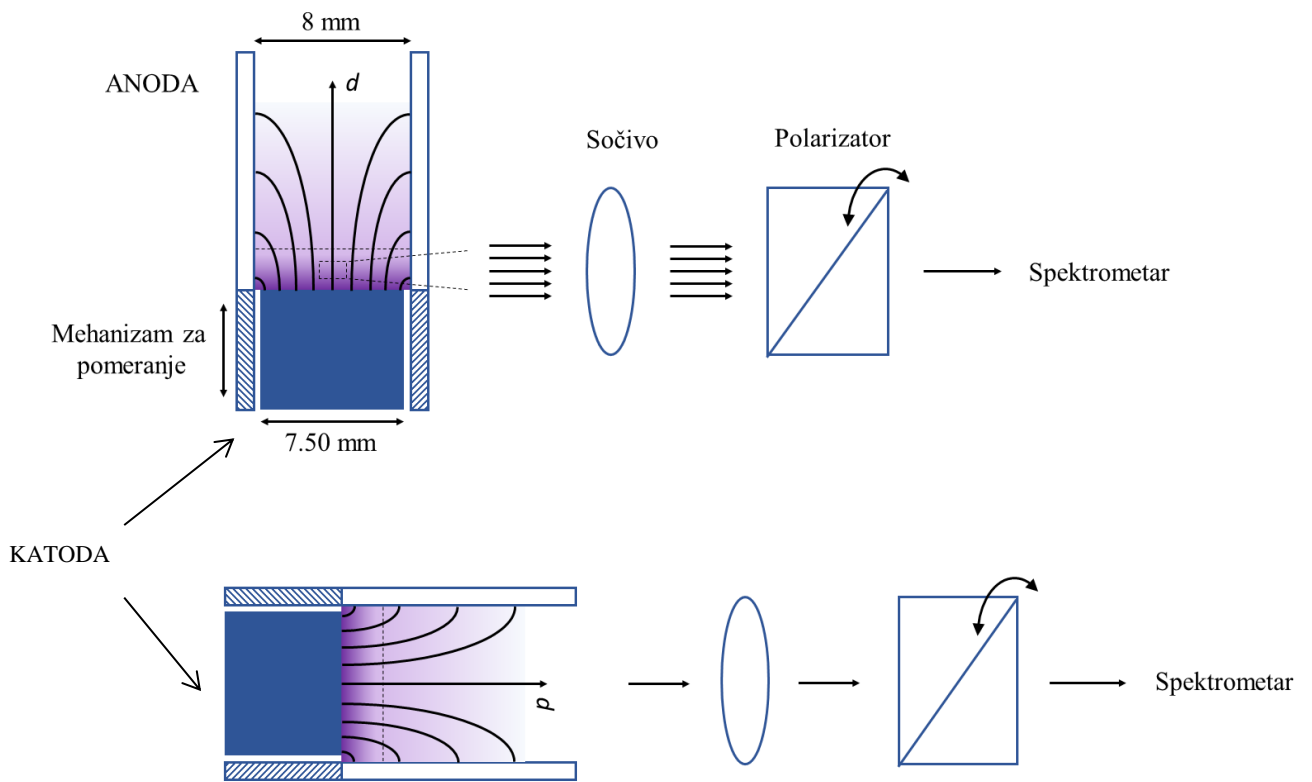 8 mm
ANODA
d
Sočivo
Polarizator
Spektrometar
Mehanizam za
pomeranje
7.50 mm
KATODA
d
Spektrometar